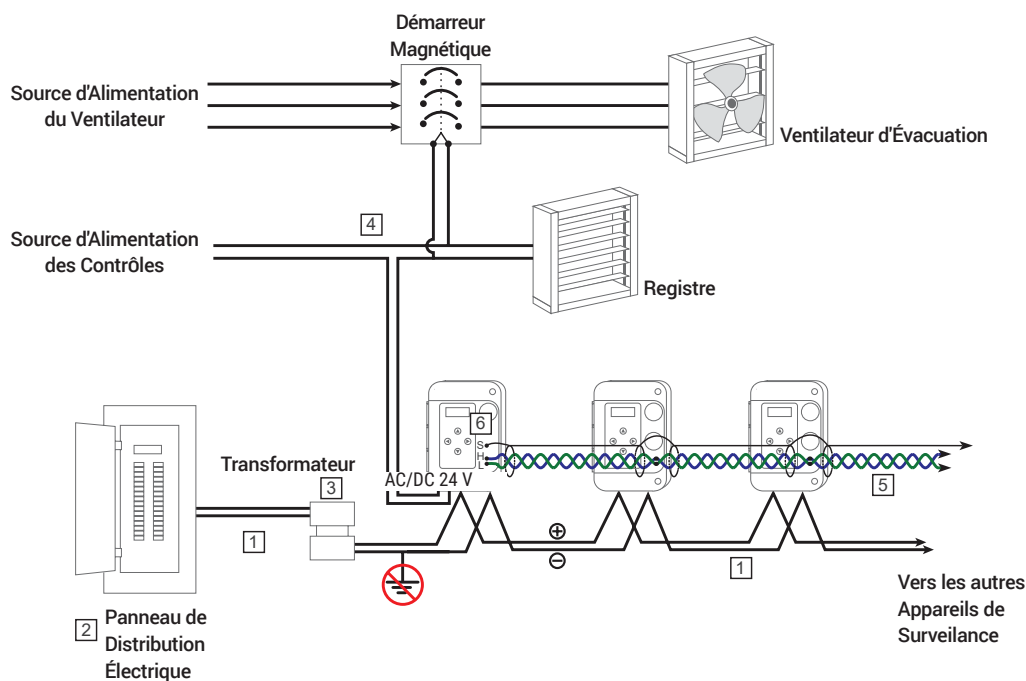 Démarreur
Magnétique
Source d'Alimentation
du Ventilateur
Ventilateur d'Évacuation
4
Source d'Alimentation
des Contrôles
Registre
6
S
H
L
Transformateur
3
AC/DC 24 V
5
1
⊕
⊖
1
2
Panneau de
Distribution
Électrique
Vers les autres
Appareils de
Surveilance